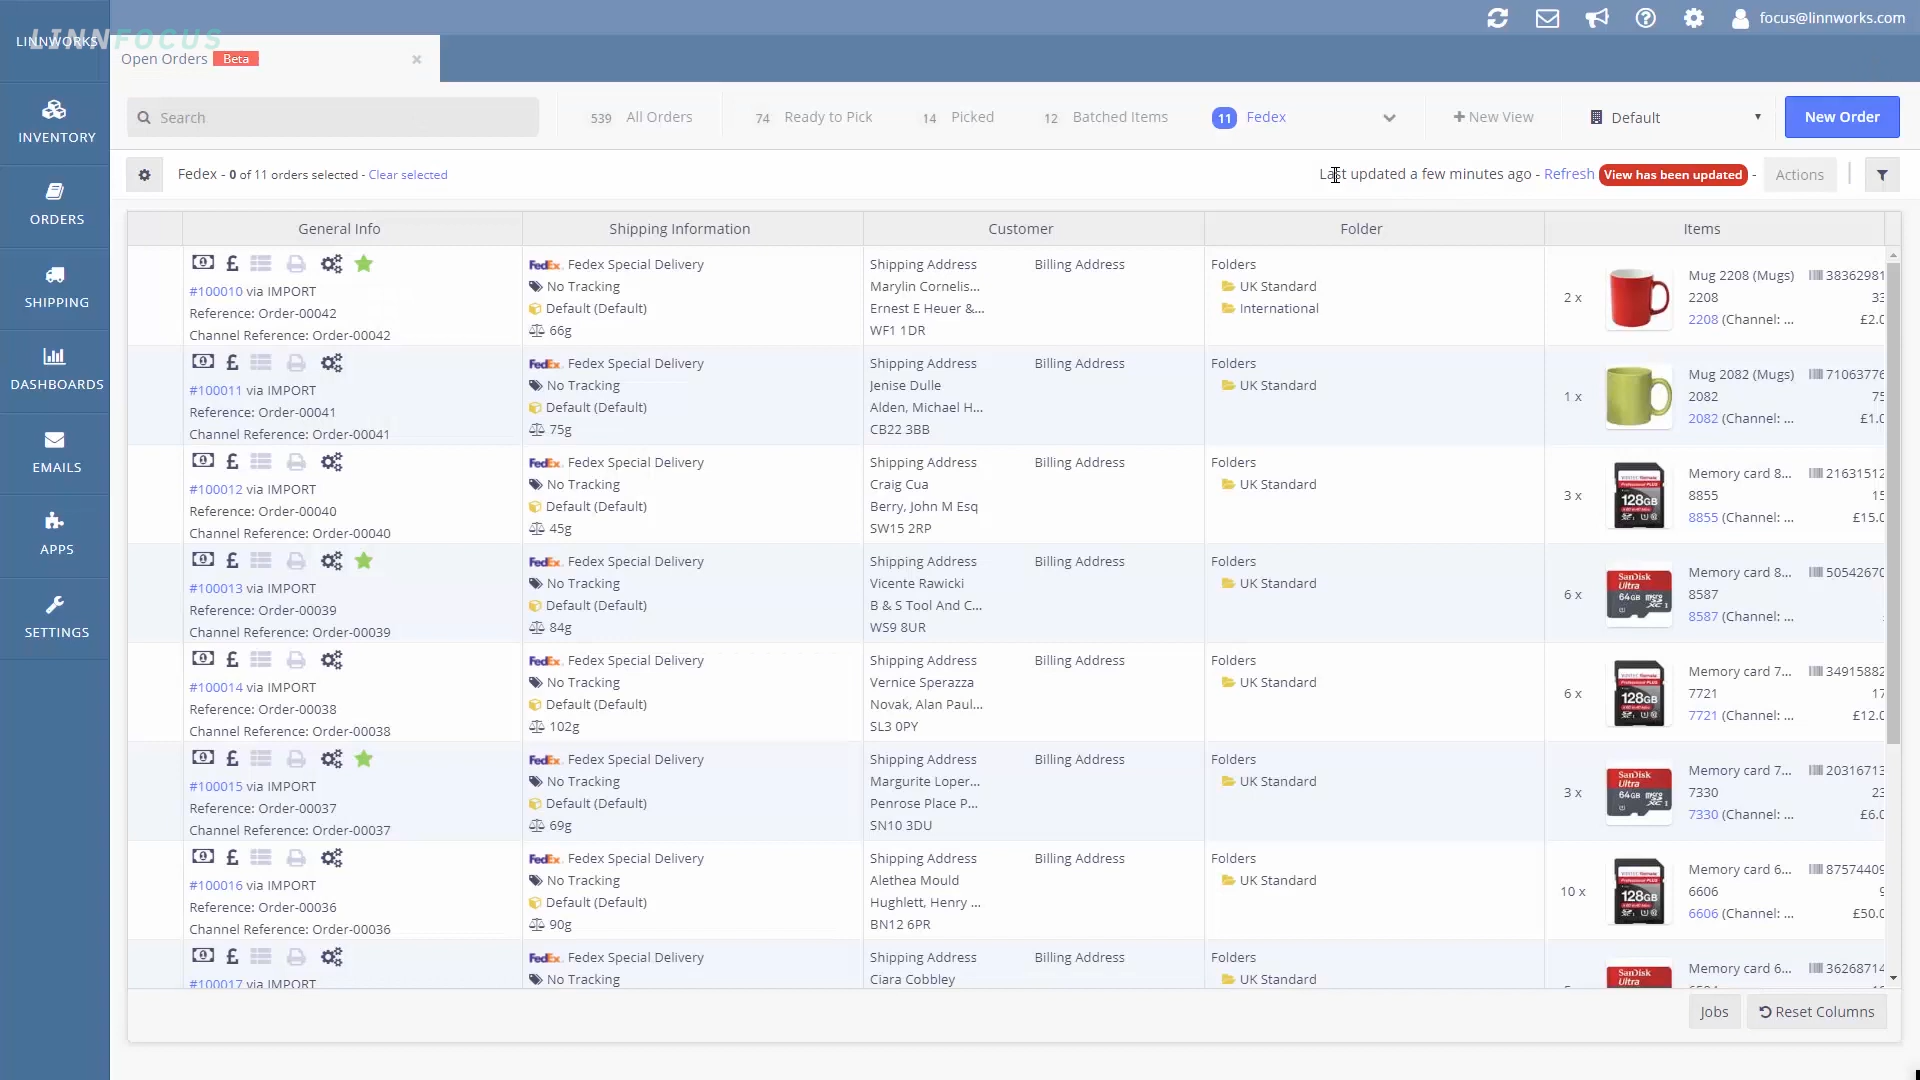 LINNWORKS
LINNFOCUS
focus@linnworks.com
Open Orders Beta
INVENTORY
ORDERS
SHIPPING
DASHBOARDS
EMAILS
APPS
SETTINGS
Search
539 All Orders
74 Ready to Pick
14 Picked
12 Batched Items
11 Fedex
+ New View
Default
New Order
Fedex - 0 of 11 orders selected - Clear selected
Last updated a few minutes ago - Refresh View has been updated -
Actions
General Info
Shipping Information
Customer
Folder
Items
#100010 via IMPORT
Reference: Order-00042
Channel Reference: Order-00042
FedEx Fedex Special Delivery
No Tracking
Default (Default)
66g
Shipping Address
Marylin Cornelis...
Ernest E Heuer &...
WF1 1DR
Billing Address
Folders
UK Standard
International
2 x
Mug 2208 (Mugs) 38362981
2208 33
2208 (Channel: ... £2.0
#100011 via IMPORT
Reference: Order-00041
Channel Reference: Order-00041
FedEx Fedex Special Delivery
No Tracking
Default (Default)
75g
Shipping Address
Jenise Dulle
Alden, Michael H...
CB22 3BB
Billing Address
Folders
UK Standard
1 x
Mug 2082 (Mugs) 71063776
2082 75
2082 (Channel: ... £1.0
#100012 via IMPORT
Reference: Order-00040
Channel Reference: Order-00040
FedEx Fedex Special Delivery
No Tracking
Default (Default)
45g
Shipping Address
Craig Cua
Berry, John M Esq
SW15 2RP
Billing Address
Folders
UK Standard
3 x
128GB
Memory card 8... 21631512
8855 15
8855 (Channel: ... £15.0
#100013 via IMPORT
Reference: Order-00039
Channel Reference: Order-00039
FedEx Fedex Special Delivery
No Tracking
Default (Default)
84g
Shipping Address
Vicente Rawicki
B & S Tool And C...
WS9 8UR
Billing Address
Folders
UK Standard
6 x
SanDisk
Ultra
64GB
Memory card 8... 50542670
8587
8587 (Channel: ...
#100014 via IMPORT
Reference: Order-00038
Channel Reference: Order-00038
FedEx Fedex Special Delivery
No Tracking
Default (Default)
102g
Shipping Address
Vernice Sperazza
Novak, Alan Paul...
SL3 0PY
Billing Address
Folders
UK Standard
6 x
128GB
Memory card 7... 34915882
7721 17
7721 (Channel: ... £12.0
#100015 via IMPORT
Reference: Order-00037
Channel Reference: Order-00037
FedEx Fedex Special Delivery
No Tracking
Default (Default)
69g
Shipping Address
Margurite Loper...
Penrose Place P...
SN10 3DU
Billing Address
Folders
UK Standard
3 x
SanDisk
Ultra
64GB
Memory card 7... 20316713
7330 23
7330 (Channel: ... £6.0
#100016 via IMPORT
Reference: Order-00036
Channel Reference: Order-00036
FedEx Fedex Special Delivery
No Tracking
Default (Default)
90g
Shipping Address
Alethea Mould
Hughlett, Henry ...
BN12 6PR
Billing Address
Folders
UK Standard
10 x
128GB
Memory card 6... 87574409
6606 9
6606 (Channel: ... £50.0
#100017 via IMPORT
FedEx Fedex Special Delivery
No Tracking
Shipping Address
Ciara Cobbley
Billing Address
Folders
UK Standard
SanDisk
Ultra
Memory card 6... 36268714
Jobs
Reset Columns